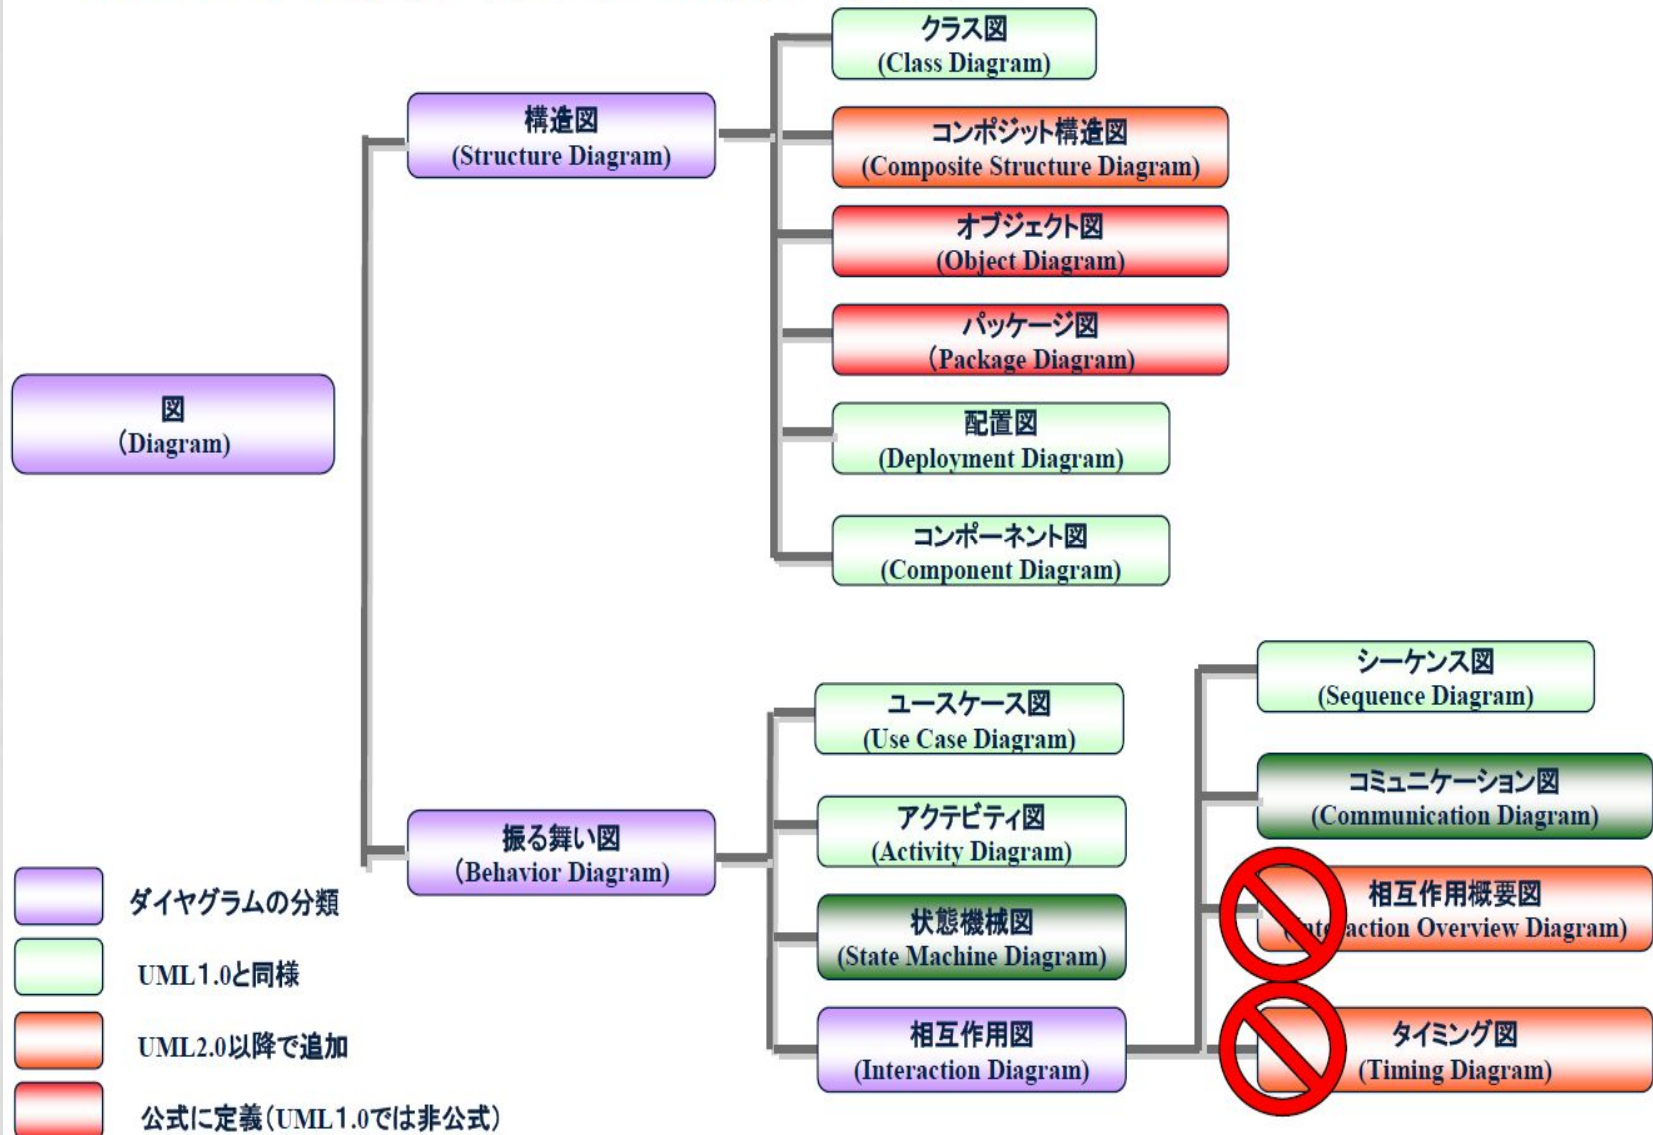 クラス図
(Class Diagram)
構造図
(Structure Diagram)
コンポジット構造図
(Composite Structure Diagram)
オブジェクト図
(Object Diagram)
パッケージ図
(Package Diagram)
図
(Diagram)
配置図
(Deployment Diagram)
コンポーネント図
(Component Diagram)
シーケンス図
(Sequence Diagram)
ユースケース図
(Use Case Diagram)
コミュニケーション図
(Communication Diagram)
アクテビティ図
(Activity Diagram)
振る舞い図
(Behavior Diagram)
相互作用概要図
Overview Diagram)
状態機械図
(State Machine Diagram)
相互作用図
(Interaction Diagram)
タイミング図
(Timing Diagram)
ダイヤグラムの分類
UML1.0と同様
UML2.0以降で追加
公式に定義(UML1.0では非公式)